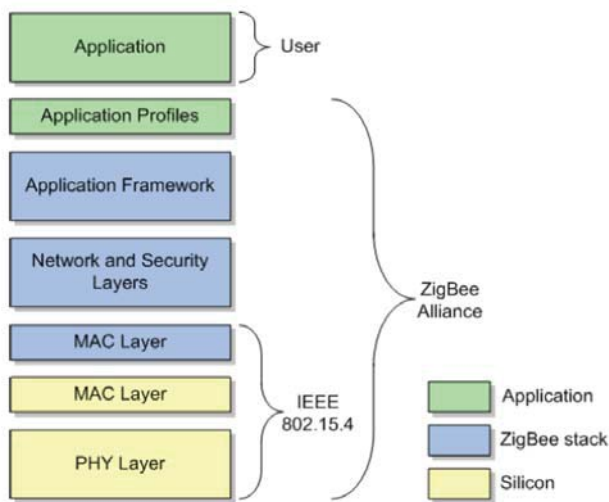 Application
User
Application Profiles
Application Framework
Network and Security
Layers
MAC Layer
MAC Layer
PHY Layer
IEEE
802.15.4
ZigBee
Alliance
Application
ZigBee stack
Silicon